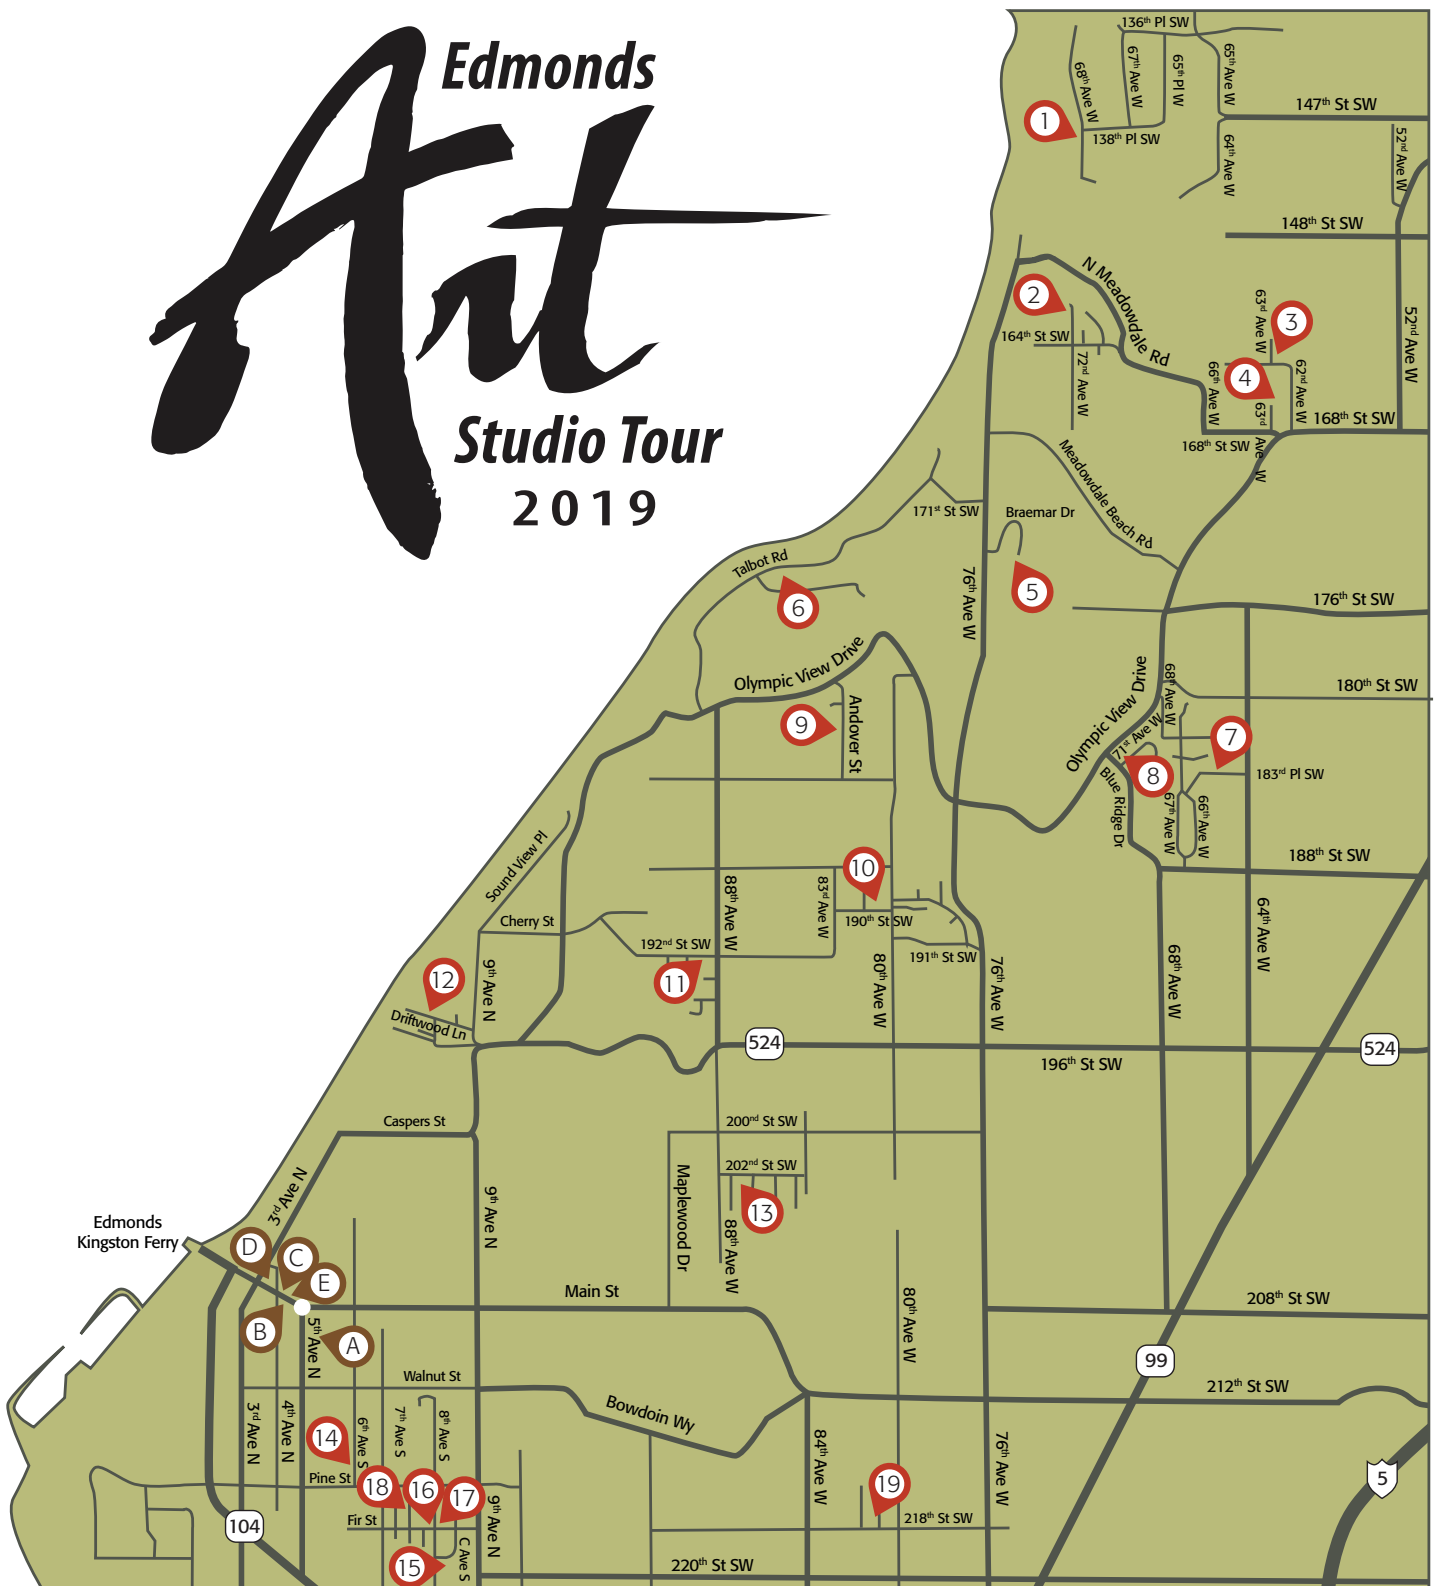 Edmonds
Art
Studio Tour
2019
136th Pl SW
68th Ave W
67th Ave W
65th Pl W
65th Ave W
147th St SW
1
138th Pl SW
64th Ave W
52nd Ave W
148th St SW
N Meadowdale Rd
2
63rd Ave W
3
52nd Ave W
164th St SW
72nd Ave W
66th Ave W
4
62nd Ave W
63rd Ave W
168th St SW
168th St SW
Meadowdale Beach Rd
171st St SW
Braemar Dr
Talbot Rd
76th Ave W
5
6
176th St SW
Olympic View Drive
Olympic View Drive
68th Ave W
180th St SW
9
Andover St
71st Ave W
7
8
183rd Pl SW
Blue Ridge Dr
67th Ave W
66th Ave W
Sound View Pl
188th St SW
10
88th Ave W
83rd Ave W
Cherry St
190th St SW
64th Ave W
192nd St SW
191th St SW
12
9th Ave N
11
80th Ave W
76th Ave W
68th Ave W
Driftwood Ln
524
524
196th St SW
Caspers St
200nd St SW
202nd St SW
3rd Ave N
9th Ave N
Maplewood Dr
13
88th Ave W
Edmonds
Kingston Ferry
D
C
E
Main St
80th Ave W
208th St SW
B
5th Ave N
A
99
Walnut St
212th St SW
3rd Ave N
4th Ave N
6th Ave S
7th Ave S
8th Ave S
Bowdoin Wy
14
84th Ave W
76th Ave W
Pine St
18
16
17
19
5
104
Fir St
9th Ave N
218th St SW
15
C Ave S
220th St SW